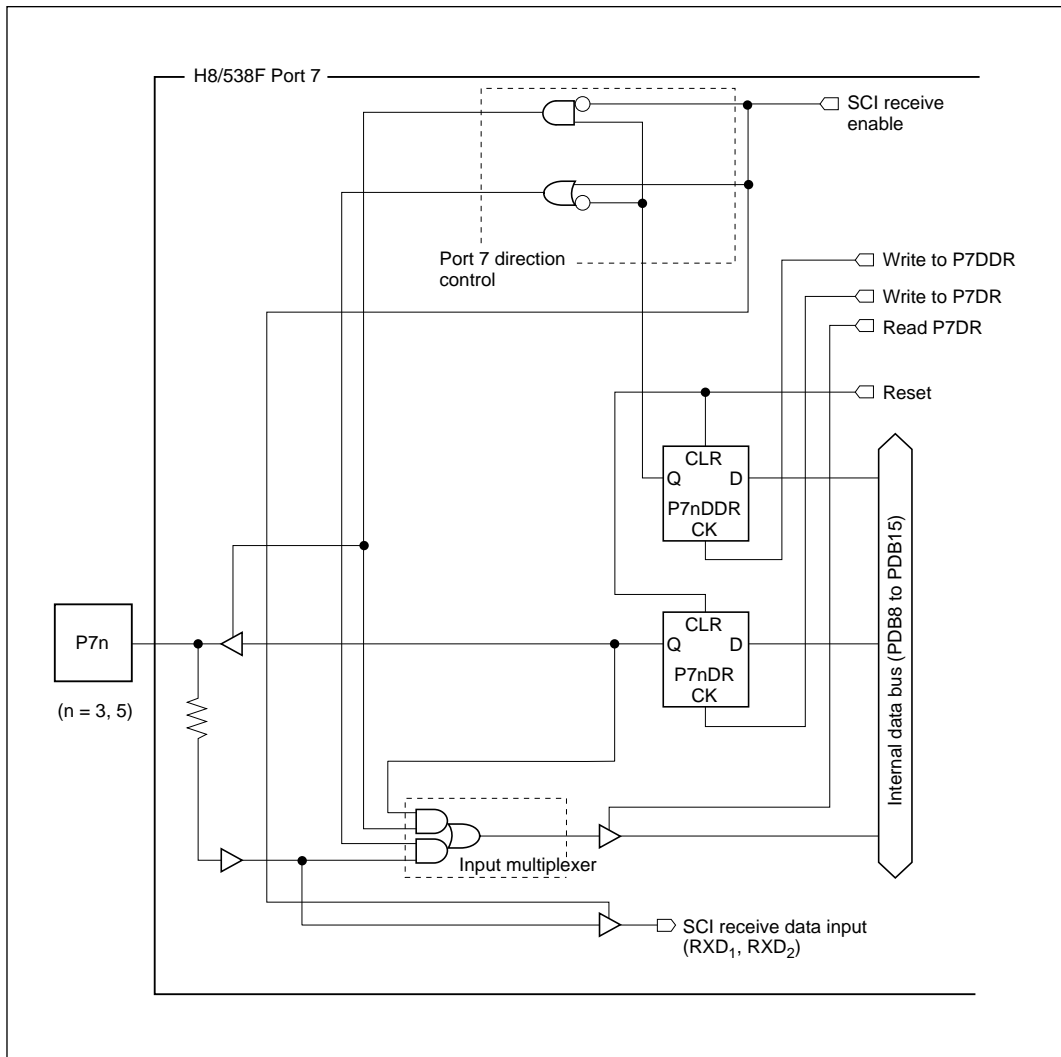 H8/538F Port 7
SCI receive
enable
Port 7 direction
control
Write to P7DDR
Write to P7DR
Read P7DR
Reset
CLR
Q D
P7nDDR
CK
Internal data bus (PDB8 to PDB15)
P7n
CLR
Q D
P7nDR
CK
(n = 3, 5)
Input multiplexer
SCI receive data input
(RXD1, RXD2)